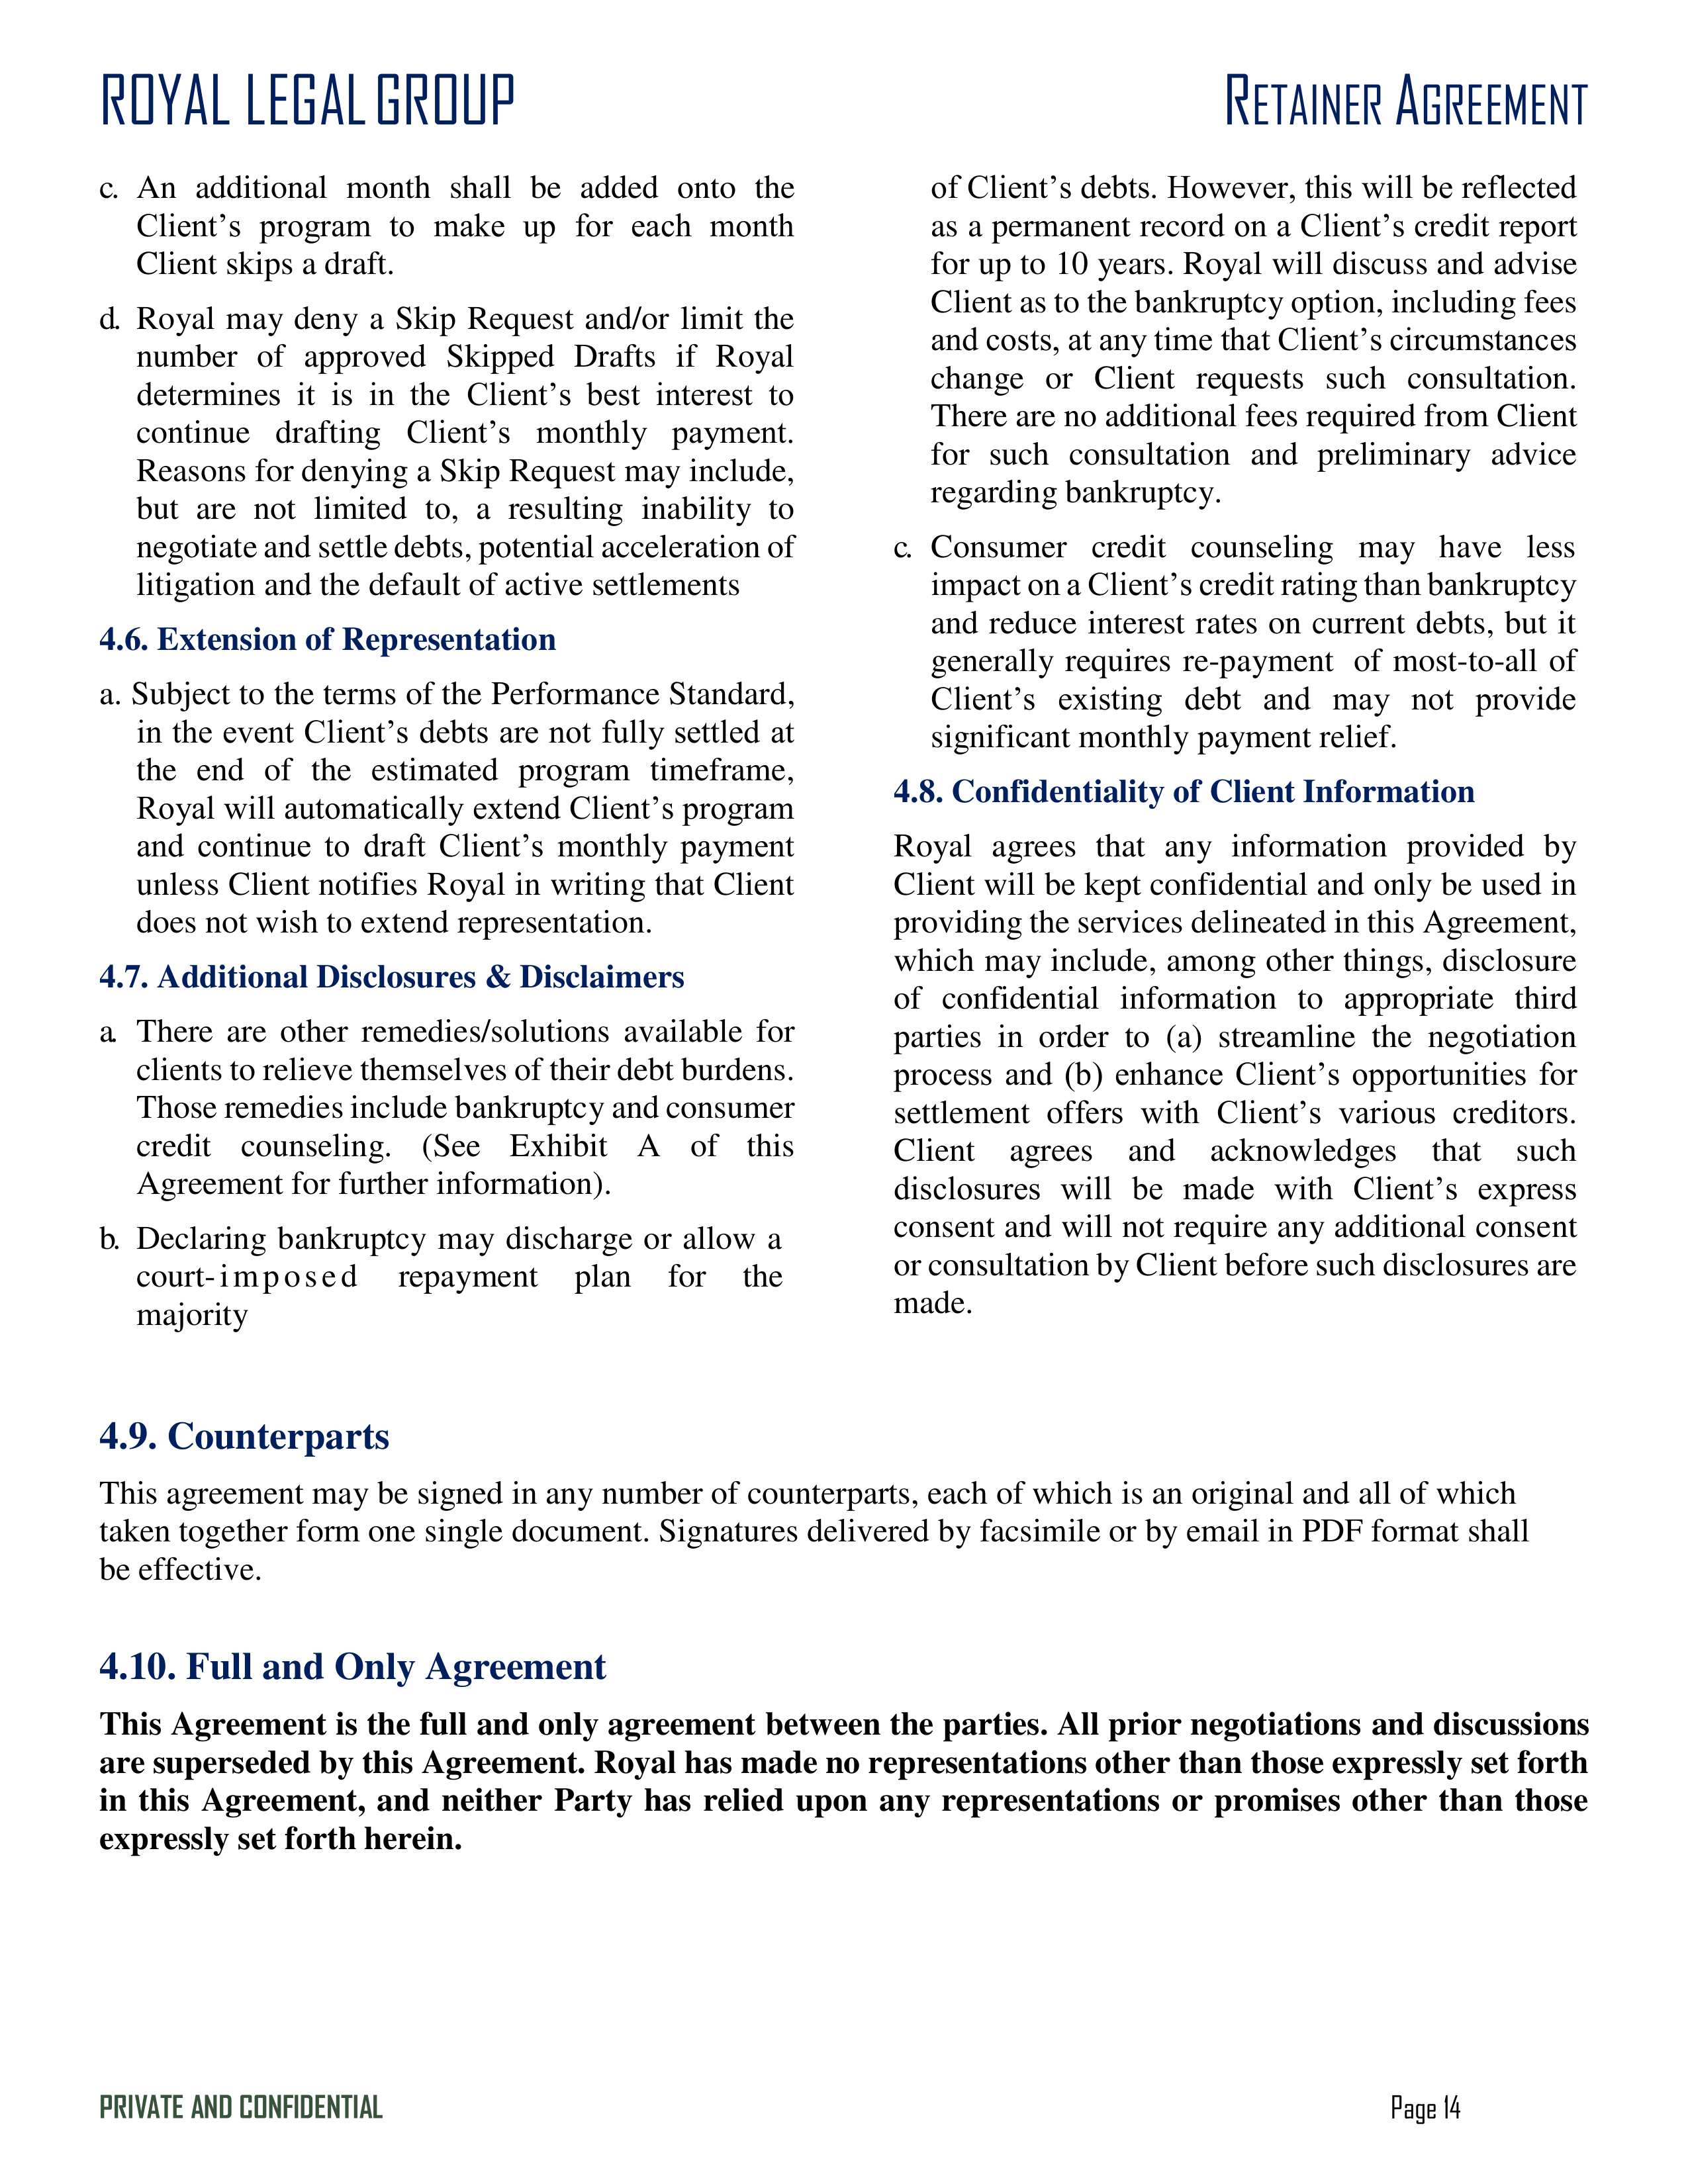 ROYAL LEGAL GROUP
RETAINER AGREEMENT
c. An additional month shall be added onto the
Client’s program to make up for each month
Client skips a draft.
d. Royal may deny a Skip Request and/or limit the
number of approved Skipped Drafts if Royal
determines it is in the Client’s best interest to
continue drafting Client’s monthly payment.
Reasons for denying a Skip Request may include,
but are not limited to, a resulting inability to
negotiate and settle debts, potential acceleration of
litigation and the default of active settlements
4.6. Extension of Representation
a. Subject to the terms of the Performance Standard,
in the event Client’s debts are not fully settled at
the end of the estimated program timeframe,
Royal will automatically extend Client’s program
and continue to draft Client’s monthly payment
unless Client notifies Royal in writing that Client
does not wish to extend representation.
4.7. Additional Disclosures & Disclaimers
a. There are other remedies/solutions available for
clients to relieve themselves of their debt burdens.
Those remedies include bankruptcy and consumer
credit counseling. (See Exhibit A of this
Agreement for further information).
b. Declaring bankruptcy may discharge or allow a
court-imposed repayment plan for the
majority
of Client’s debts. However, this will be reflected
as a permanent record on a Client’s credit report
for up to 10 years. Royal will discuss and advise
Client as to the bankruptcy option, including fees
and costs, at any time that Client’s circumstances
change or Client requests such consultation.
There are no additional fees required from Client
for such consultation and preliminary advice
regarding bankruptcy.
c. Consumer credit counseling may have less
impact on a Client’s credit rating than bankruptcy
and reduce interest rates on current debts, but it
generally requires re-payment of most-to-all of
Client’s existing debt and may not provide
significant monthly payment relief.
4.8. Confidentiality of Client Information
Royal agrees that any information provided by
Client will be kept confidential and only be used in
providing the services delineated in this Agreement,
which may include, among other things, disclosure
of confidential information to appropriate third
parties in order to (a) streamline the negotiation
process and (b) enhance Client’s opportunities for
settlement offers with Client’s various creditors.
Client agrees and acknowledges that such
disclosures will be made with Client’s express
consent and will not require any additional consent
or consultation by Client before such disclosures are
made.
4.9. Counterparts
This agreement may be signed in any number of counterparts, each of which is an original and all of which
taken together form one single document. Signatures delivered by facsimile or by email in PDF format shall
be effective.
4.10. Full and Only Agreement
This Agreement is the full and only agreement between the parties. All prior negotiations and discussions
are superseded by this Agreement. Royal has made no representations other than those expressly set forth
in this Agreement, and neither Party has relied upon any representations or promises other than those
expressly set forth herein.
PRIVATE AND CONFIDENTIAL
Page 14